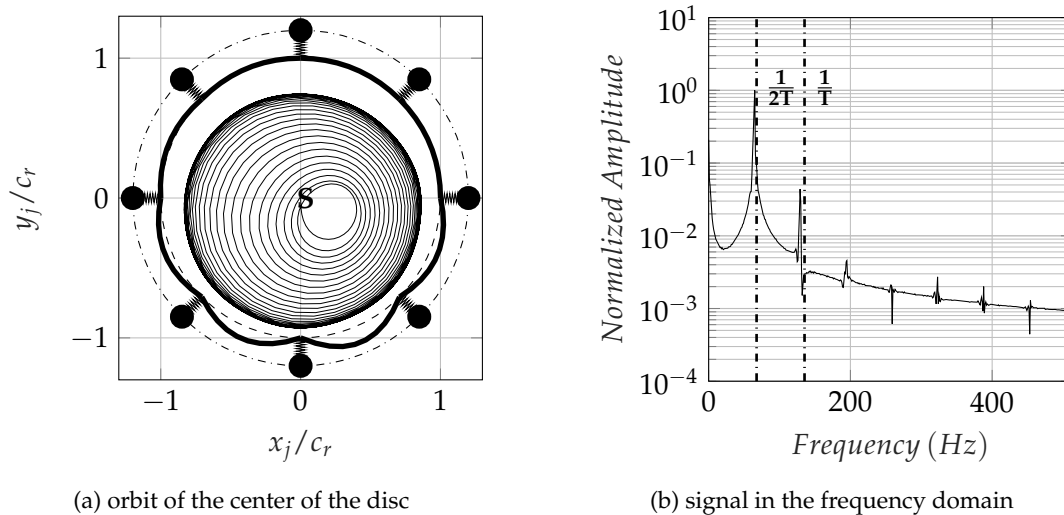 1
0
−1
y_j/c_r
S
−1
0
1
x_j/c_r
(a) orbit of the center of the disc
10^1
10^0
10^−1
10^−2
10^−3
10^−4
Normalized Amplitude
1/2T
1/T
0
200
400
Frequency (Hz)
(b) signal in the frequency domain